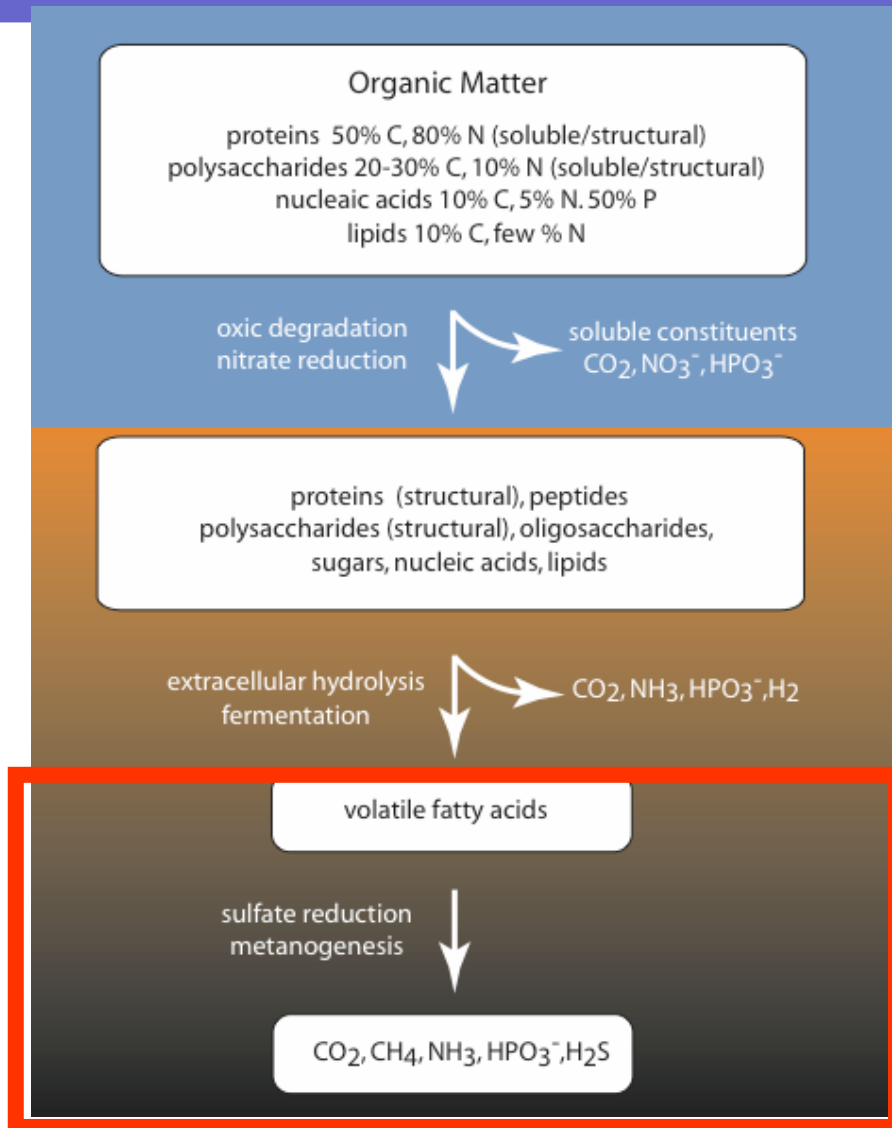 Organic Matter
proteins 50% C, 80% N (soluble/structural)
polysaccharides 20-30% C, 10% N (soluble/structural)
nucleaic acids 10% C, 5% N. 50% P
lipids 10% C, few % N
oxic degradation
nitrate reduction
soluble constituents
CO₂, NO₃⁻, HPO₃⁻
proteins (structural), peptides
polysaccharides (structural), oligosaccharides,
sugars, nucleic acids, lipids
extracellular hydrolysis
fermentation
CO₂, NH₃, HPO₃⁻, H₂
volatile fatty acids
sulfate reduction
metanogenesis
CO₂, CH₄, NH₃, HPO₃⁻, H₂S